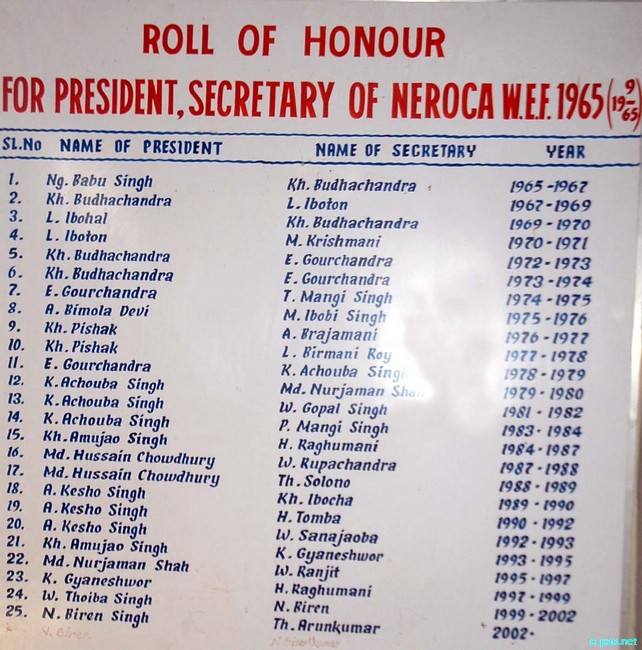 ROLL OF HONOUR
FOR PRESIDENT, SECRETARY OF NEROCA W.E.F. 1965 (19-9-65)
SL.No NAME OF PRESIDENT NAME OF SECRETARY YEAR
1. Ng. Babu Singh Kh. Budhachandra 1965-1967
2. Kh. Budhachandra L. Iboton 1967-1969
3. L. Ibohal Kh. Budhachandra 1969-1970
4. L. Iboton M. Krishmani 1970-1971
5. Kh. Budhachandra E. Gourchandra 1972-1973
6. Kh. Budhachandra E. Gourchandra 1973-1974
7. E. Gourchandra T. Mangi Singh 1974-1975
8. A. Bimola Devi M. Ibobi Singh 1975-1976
9. Kh. Pishak A. Brajamani 1976-1977
10. Kh. Pishak L. Birmani Roy 1977-1978
11. E. Gourchandra K. Achouba Singh 1978-1979
12. K. Achouba Singh Md. Nurjaman Shah 1979-1980
13. K. Achouba Singh W. Gopal Singh 1981-1982
14. K. Achouba Singh P. Mangi Singh 1983-1984
15. Kh. Amujao Singh H. Raghumani 1984-1987
16. Md. Hussain Chowdhury W. Rupachandra 1987-1988
17. Md. Hussain Chowdhury Th. Solono 1988-1989
18. A. Kesho Singh Kh. Ibocha 1989-1990
19. A. Kesho Singh H. Tomba 1990-1992
20. A. Kesho Singh W. Sanajaoba 1992-1993
21. Kh. Amujao Singh K. Gyaneshwor 1993-1995
22. Md. Nurjaman Shah W. Ranjit 1995-1997
23. K. Gyaneshwor H. Raghumani 1997-1999
24. W. Thoiba Singh N. Biren 1999-2002
25. N. Biren Singh Th. Arunkumar 2002-